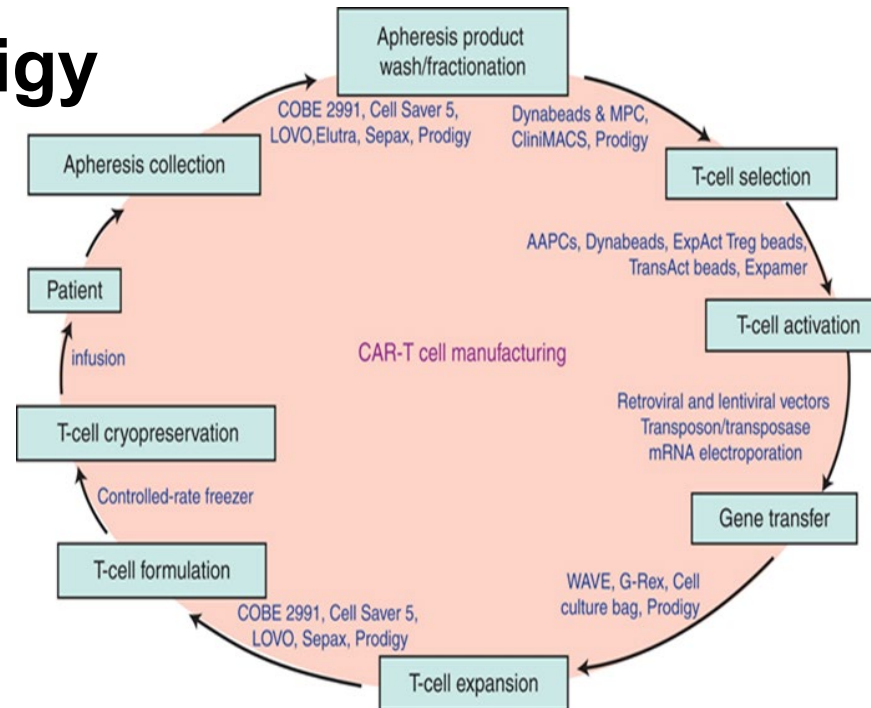 igy
Apheresis product
wash/fractionation
COBE 2991, Cell Saver 5,
LOVO,Elutra, Sepax, Prodigy
Dynabeads & MPC,
CliniMACS, Prodigy
Apheresis collection
T-cell selection
AAPCs, Dynabeads, ExpAct Treg beads,
TransAct beads, Expamer
Patient
T-cell activation
infusion
CAR-T cell manufacturing
Retroviral and lentiviral vectors
Transposon/transposase
mRNA electroporation
T-cell cryopreservation
Controlled-rate freezer
Gene transfer
T-cell formulation
WAVE, G-Rex, Cell
culture bag, Prodigy
COBE 2991, Cell Saver 5,
LOVO, Sepax, Prodigy
T-cell expansion